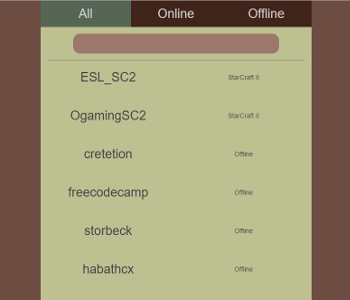 All Online Offline
ESL_SC2 StarCraft II
OgamingSC2 StarCraft II
cretetion Offline
freecodecamp Offline
storbeck Offline
habathcx Offline